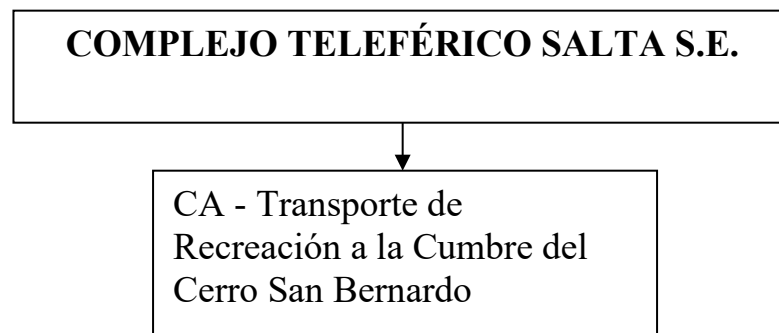 COMPLEJO TELEFÉRICO SALTA S.E.
CA - Transporte de
Recreación a la Cumbre del
Cerro San Bernardo